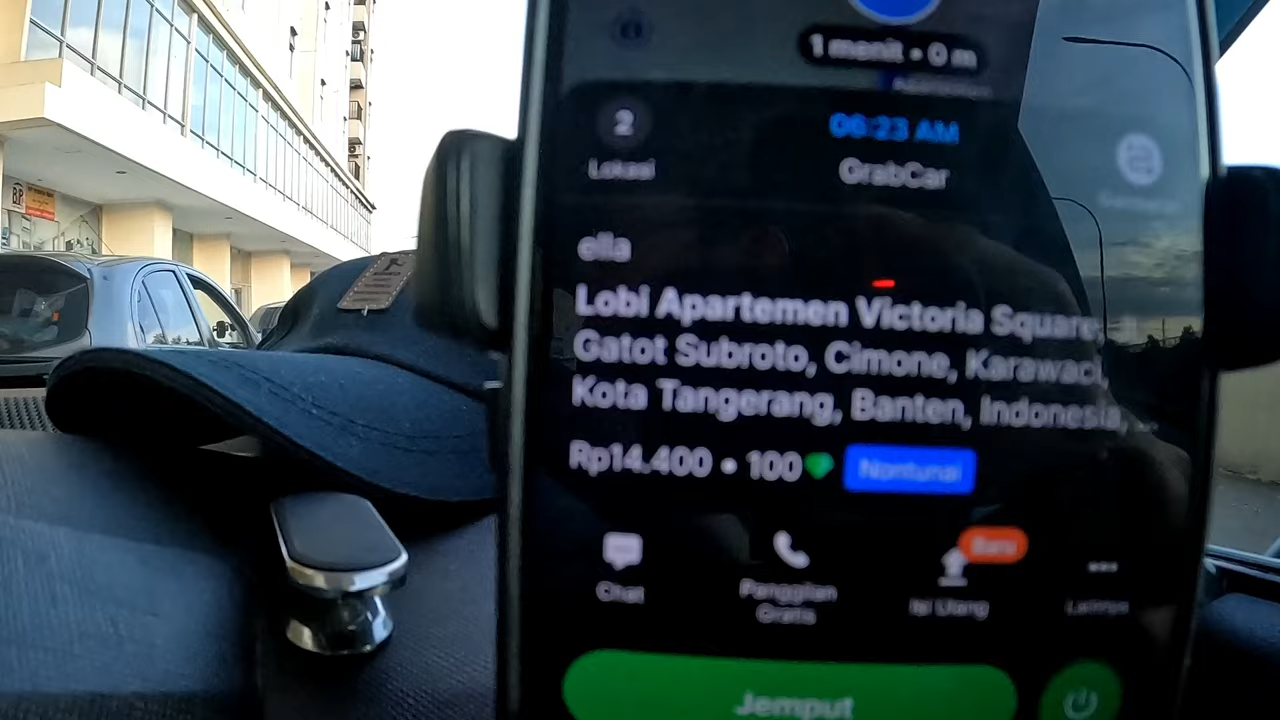 1 menit • 0 m
2
Lokasi
06:23 AM
GrabCar
ella
Lobi Apartemen Victoria Square
Gatot Subroto, Cimone, Karawaci,
Kota Tangerang, Banten, Indonesia, ...
Rp14.400 • 100
Nontunai
Chat
Panggilan
Gratis
Baru
Isi Ulang
Lainnya
Jemput